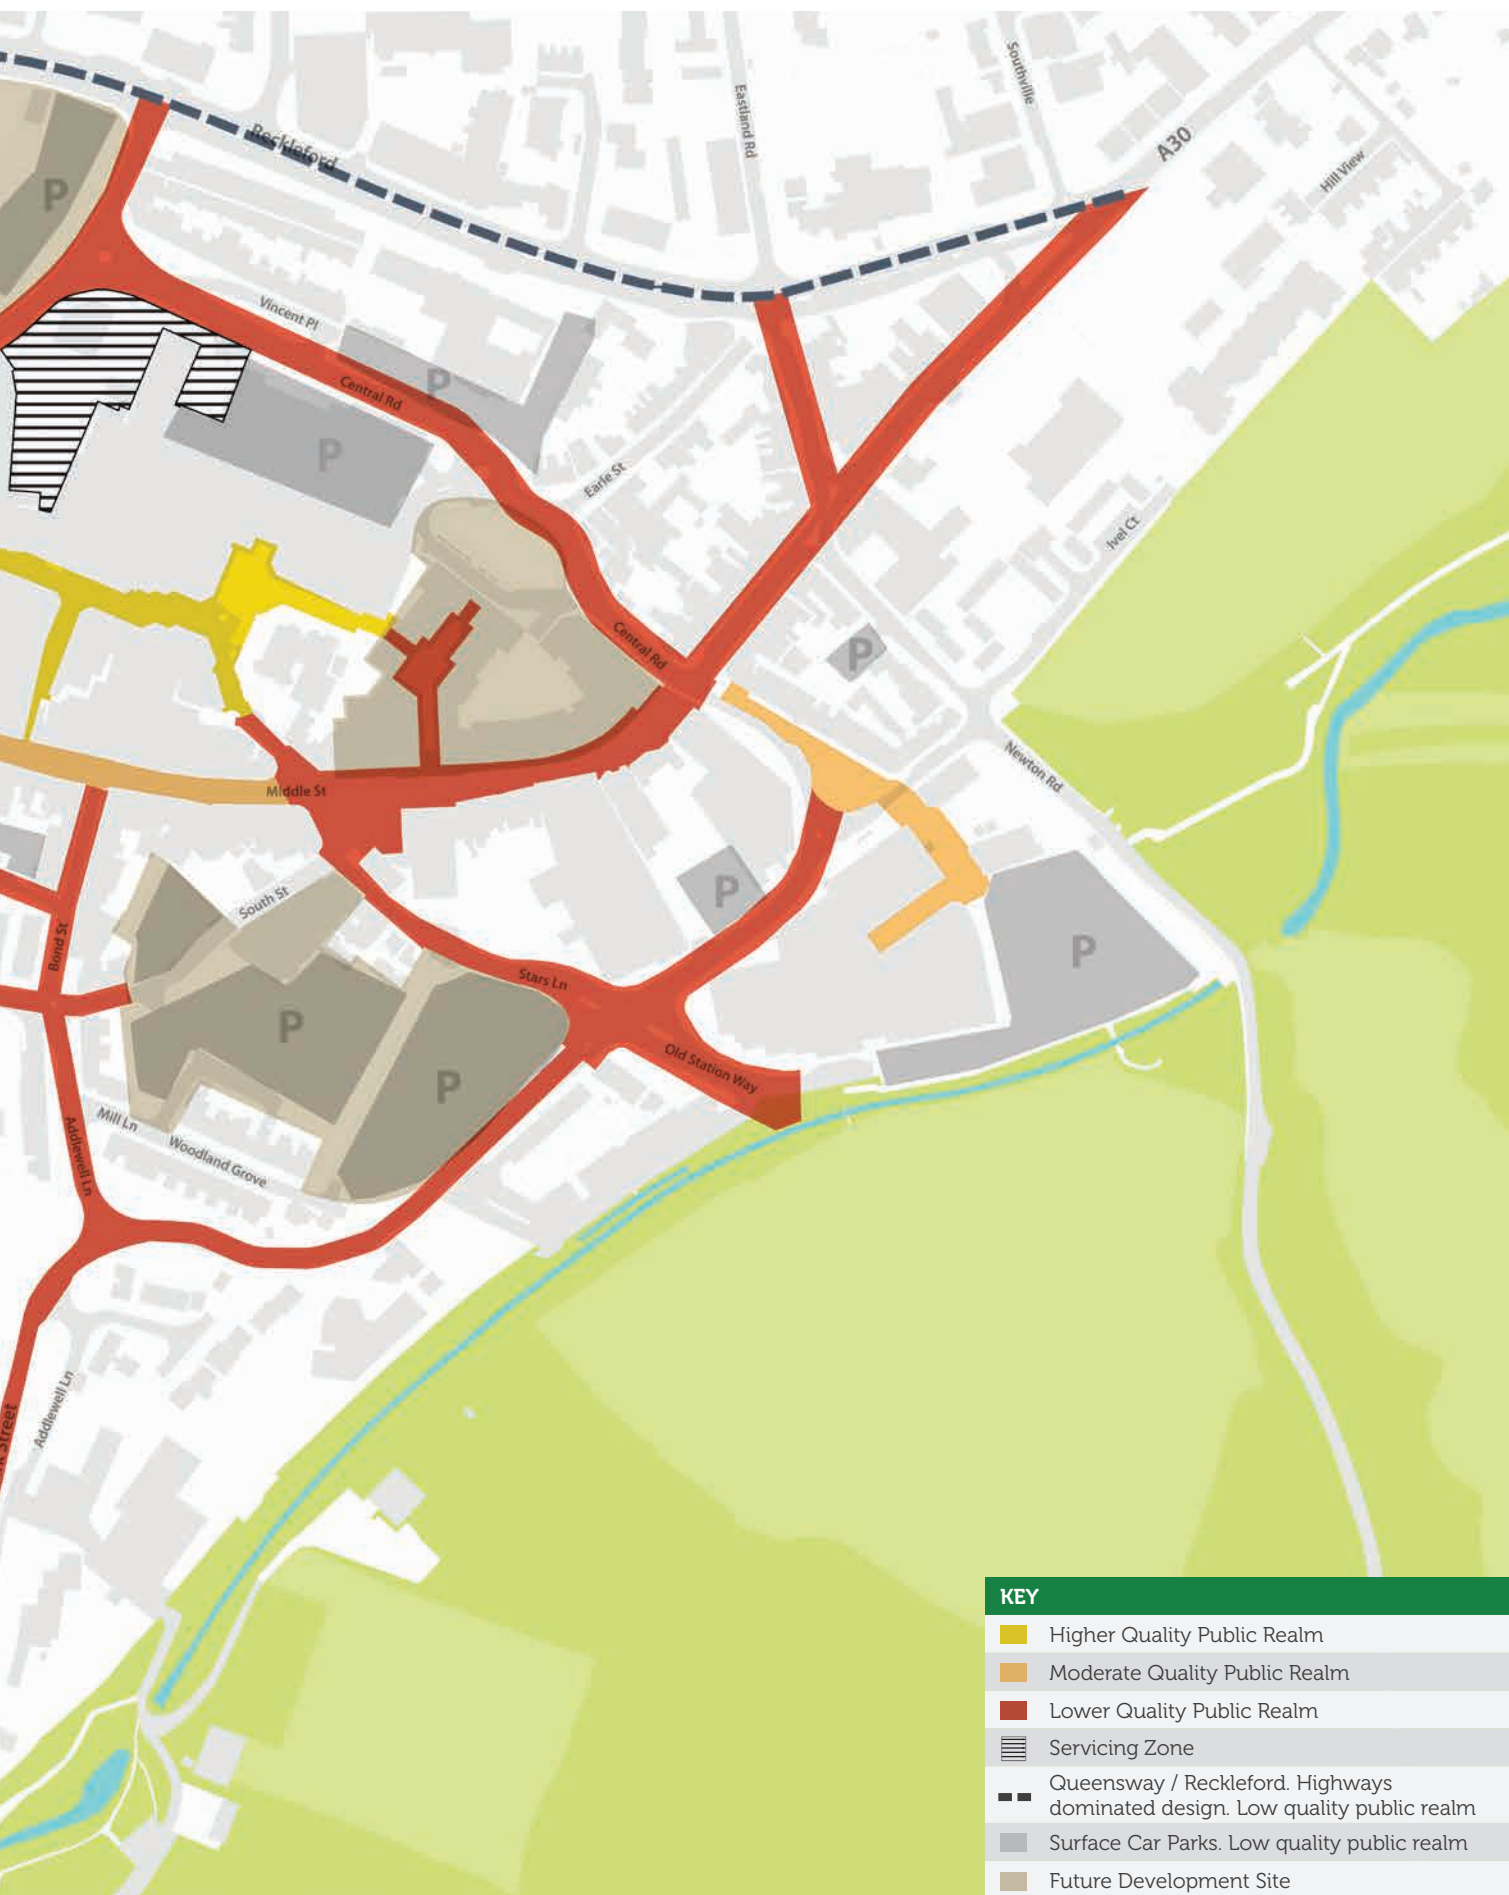 Southville
Eastland Rd
A30
Reckleford
Hill View
P
Vincent Pl
Central Rd
P
P
Earle St
Ivel Ct
Central Rd
P
Newton Rd
Middle St
P
South St
Bond St
P
Stars Ln
P
Old Station Way
P
Mill Ln
Addlewell Ln
Woodland Grove
Addlewell Ln
Street
KEY
Higher Quality Public Realm
Moderate Quality Public Realm
Lower Quality Public Realm
Servicing Zone
Queensway / Reckleford. Highways
dominated design. Low quality public realm
Surface Car Parks. Low quality public realm
Future Development Site